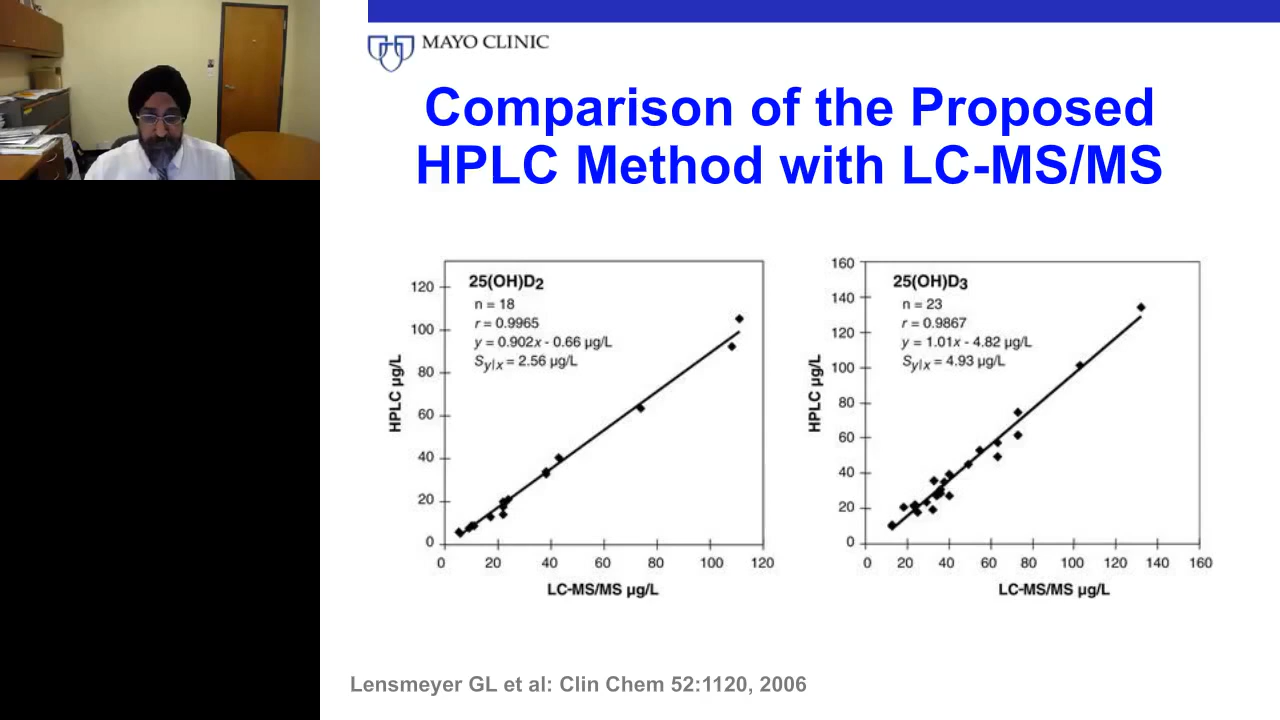 MAYO CLINIC
Comparison of the Proposed
HPLC Method with LC-MS/MS
25(OH)D2
n = 18
r = 0.9965
y = 0.902x - 0.66 µg/L
Sy|x = 2.56 µg/L
120
100
80
60
40
20
0
HPLC µg/L
0 20 40 60 80 100 120
LC-MS/MS µg/L
25(OH)D3
n = 23
r = 0.9867
y = 1.01x - 4.82 µg/L
Sy|x = 4.93 µg/L
160
140
120
100
80
60
40
20
0
HPLC µg/L
0 20 40 60 80 100 120 140 160
LC-MS/MS µg/L
Lensmeyer GL et al: Clin Chem 52:1120, 2006